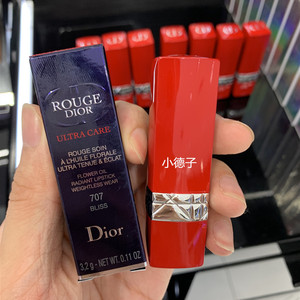 ROUGE
DIOR
ULTRA CARE
ROUGE SOIN
À L'HUILE FLORALE
ULTRA TENUE & ÉCLAT
FLOWER OIL
RADIANT LIPSTICK
WEIGHTLESS WEAR
707
BLISS
Dior
3.2 g - NET WT. 0.11 OZ
小德子